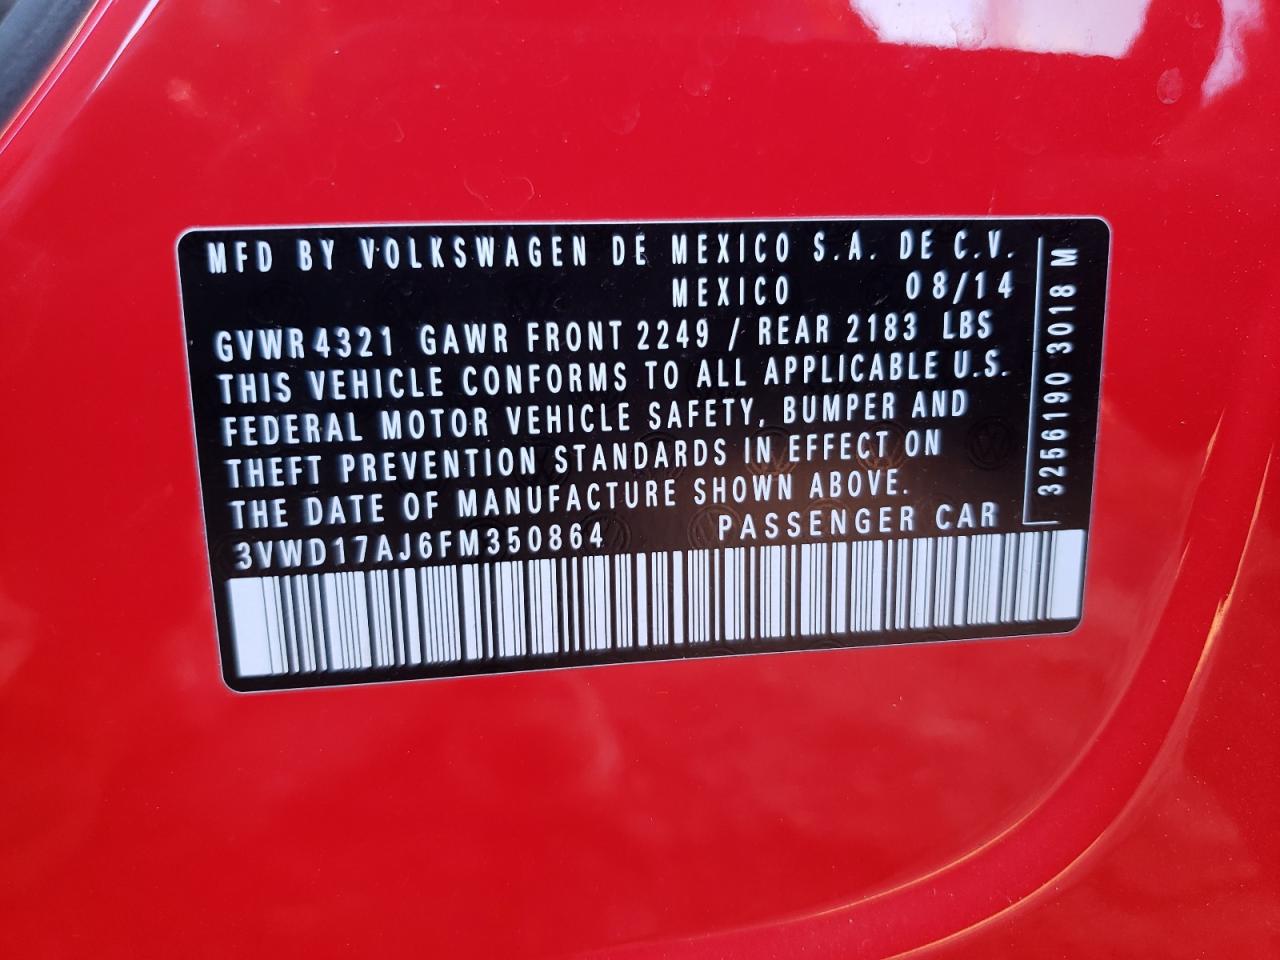 MFD BY VOLKSWAGEN DE MEXICO S.A. DE C.V.
MEXICO 08/14
GVWR 4321 GAWR FRONT 2249 / REAR 2183 LBS
THIS VEHICLE CONFORMS TO ALL APPLICABLE U.S.
FEDERAL MOTOR VEHICLE SAFETY, BUMPER AND
THEFT PREVENTION STANDARDS IN EFFECT ON
THE DATE OF MANUFACTURE SHOWN ABOVE.
3VWD17AJ6FM350864 PASSENGER CAR
3256190 3018 M